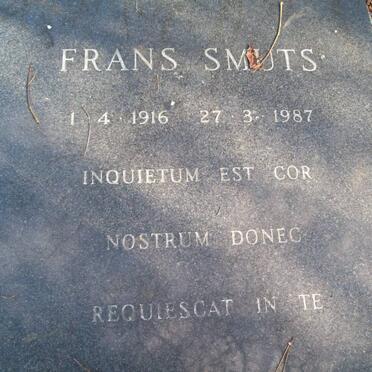 FRANS SMUTS
1 · 4 · 1916 27 · 3 · 1987
INQUIETUM EST COR
NOSTRUM DONEC
REQUIESCAT IN TE